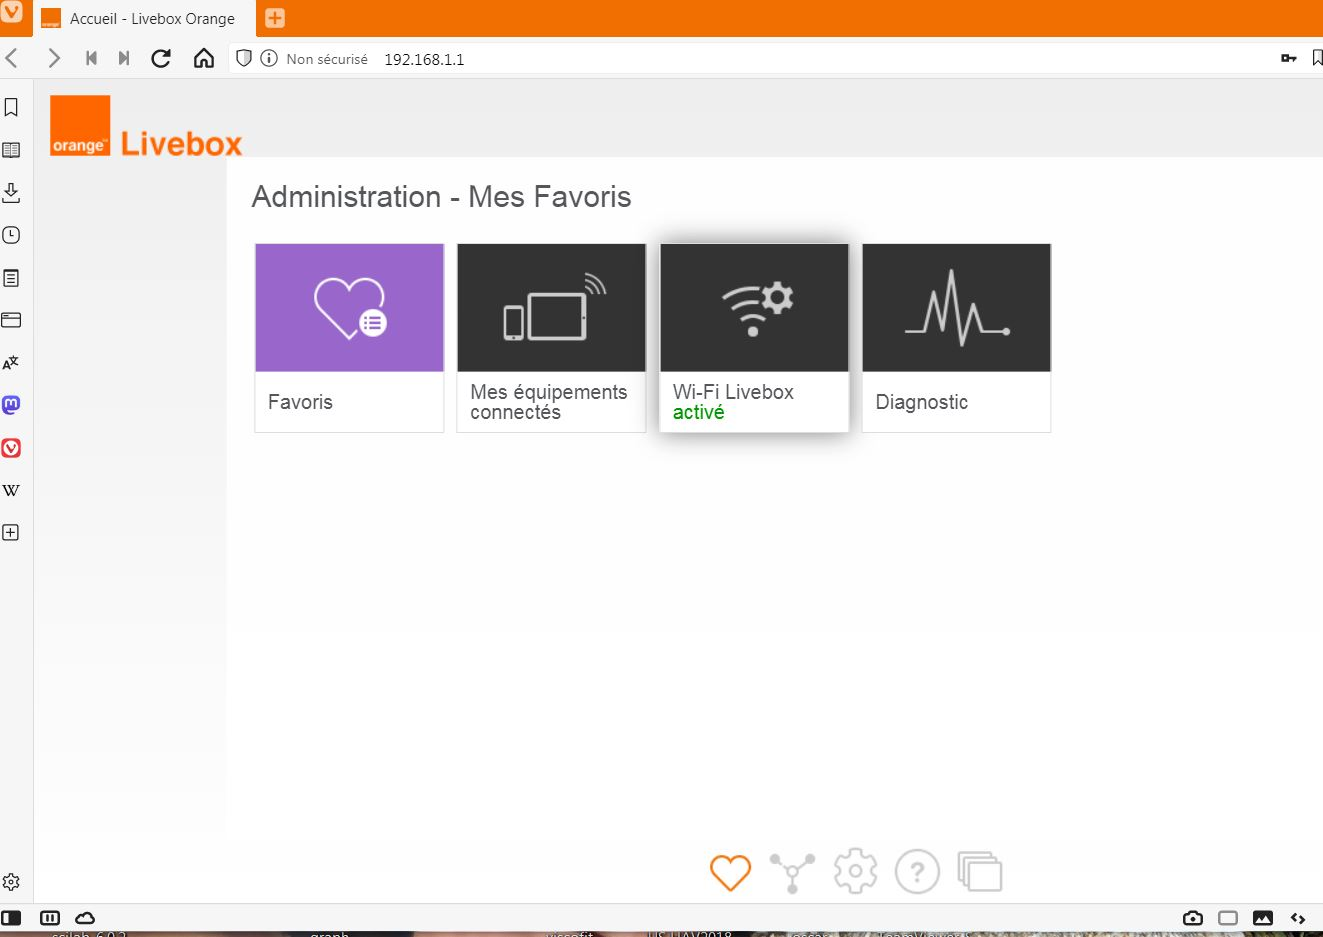 Accueil - Livebox Orange
Non sécurisé 192.168.1.1
orange™
Livebox
Administration - Mes Favoris
Favoris
Mes équipements
connectés
Wi-Fi Livebox
activé
Diagnostic